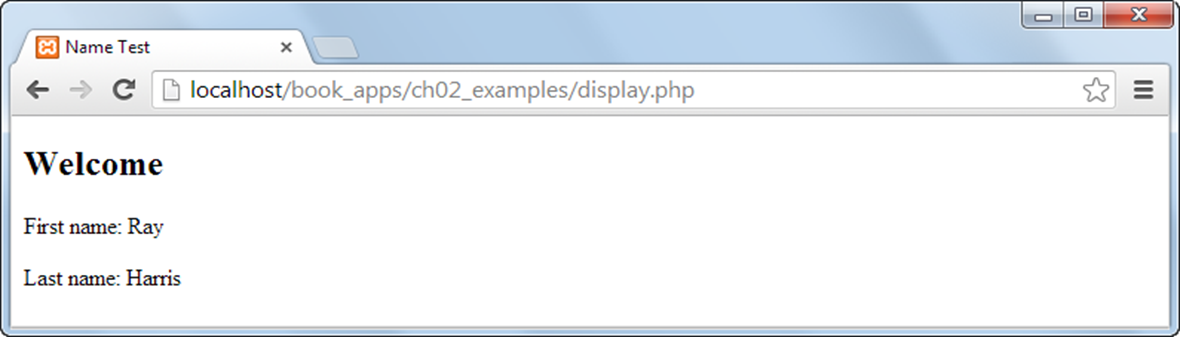 Name Test
localhost/book_apps/ch02_examples/display.php
Welcome
First name: Ray
Last name: Harris